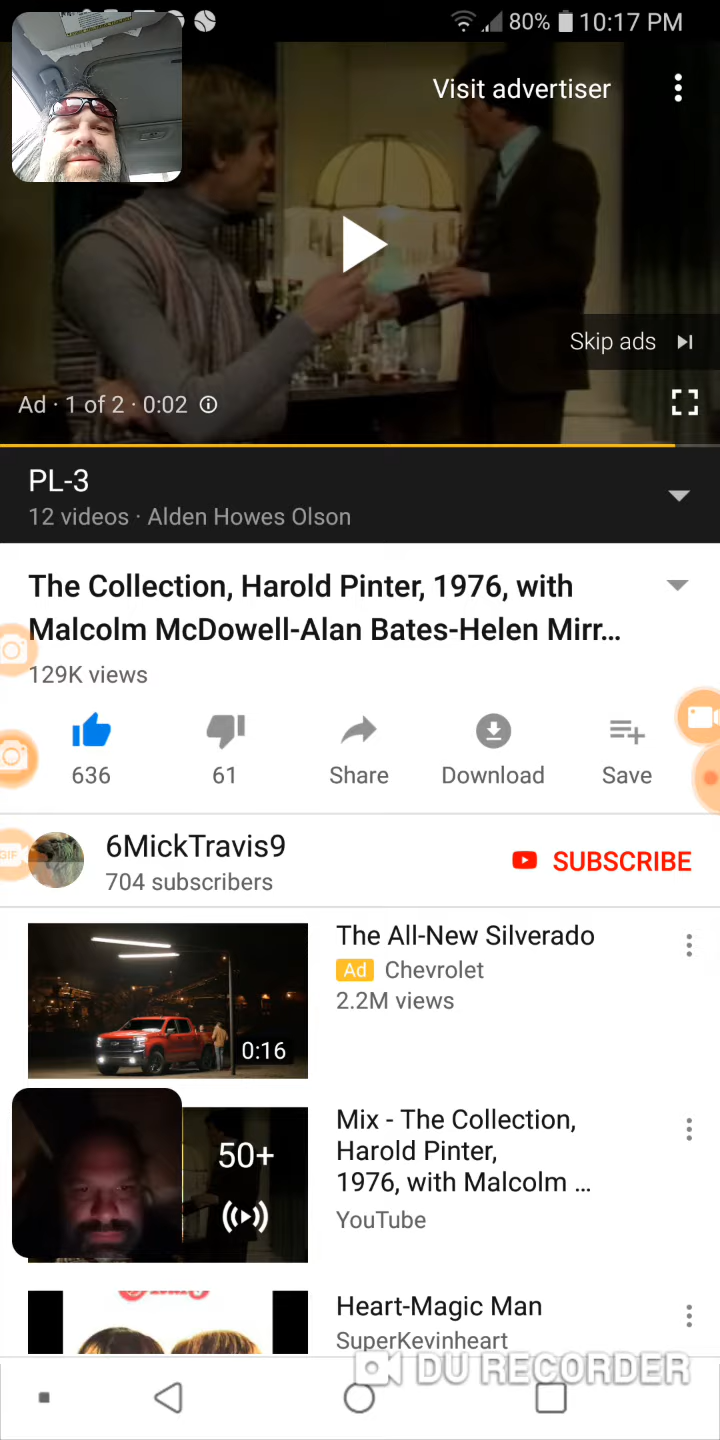 80% 10:17 PM
Visit advertiser
Skip ads
Ad · 1 of 2 · 0:02
PL-3
12 videos · Alden Howes Olson
The Collection, Harold Pinter, 1976, with
Malcolm McDowell-Alan Bates-Helen Mirr...
129K views
636
61
Share
Download
Save
GIF
6MickTravis9
704 subscribers
SUBSCRIBE
The All-New Silverado
Ad Chevrolet
2.2M views
0:16
50+
Mix - The Collection,
Harold Pinter,
1976, with Malcolm ...
YouTube
Heart-Magic Man
SuperKevinheart
DU RECORDER